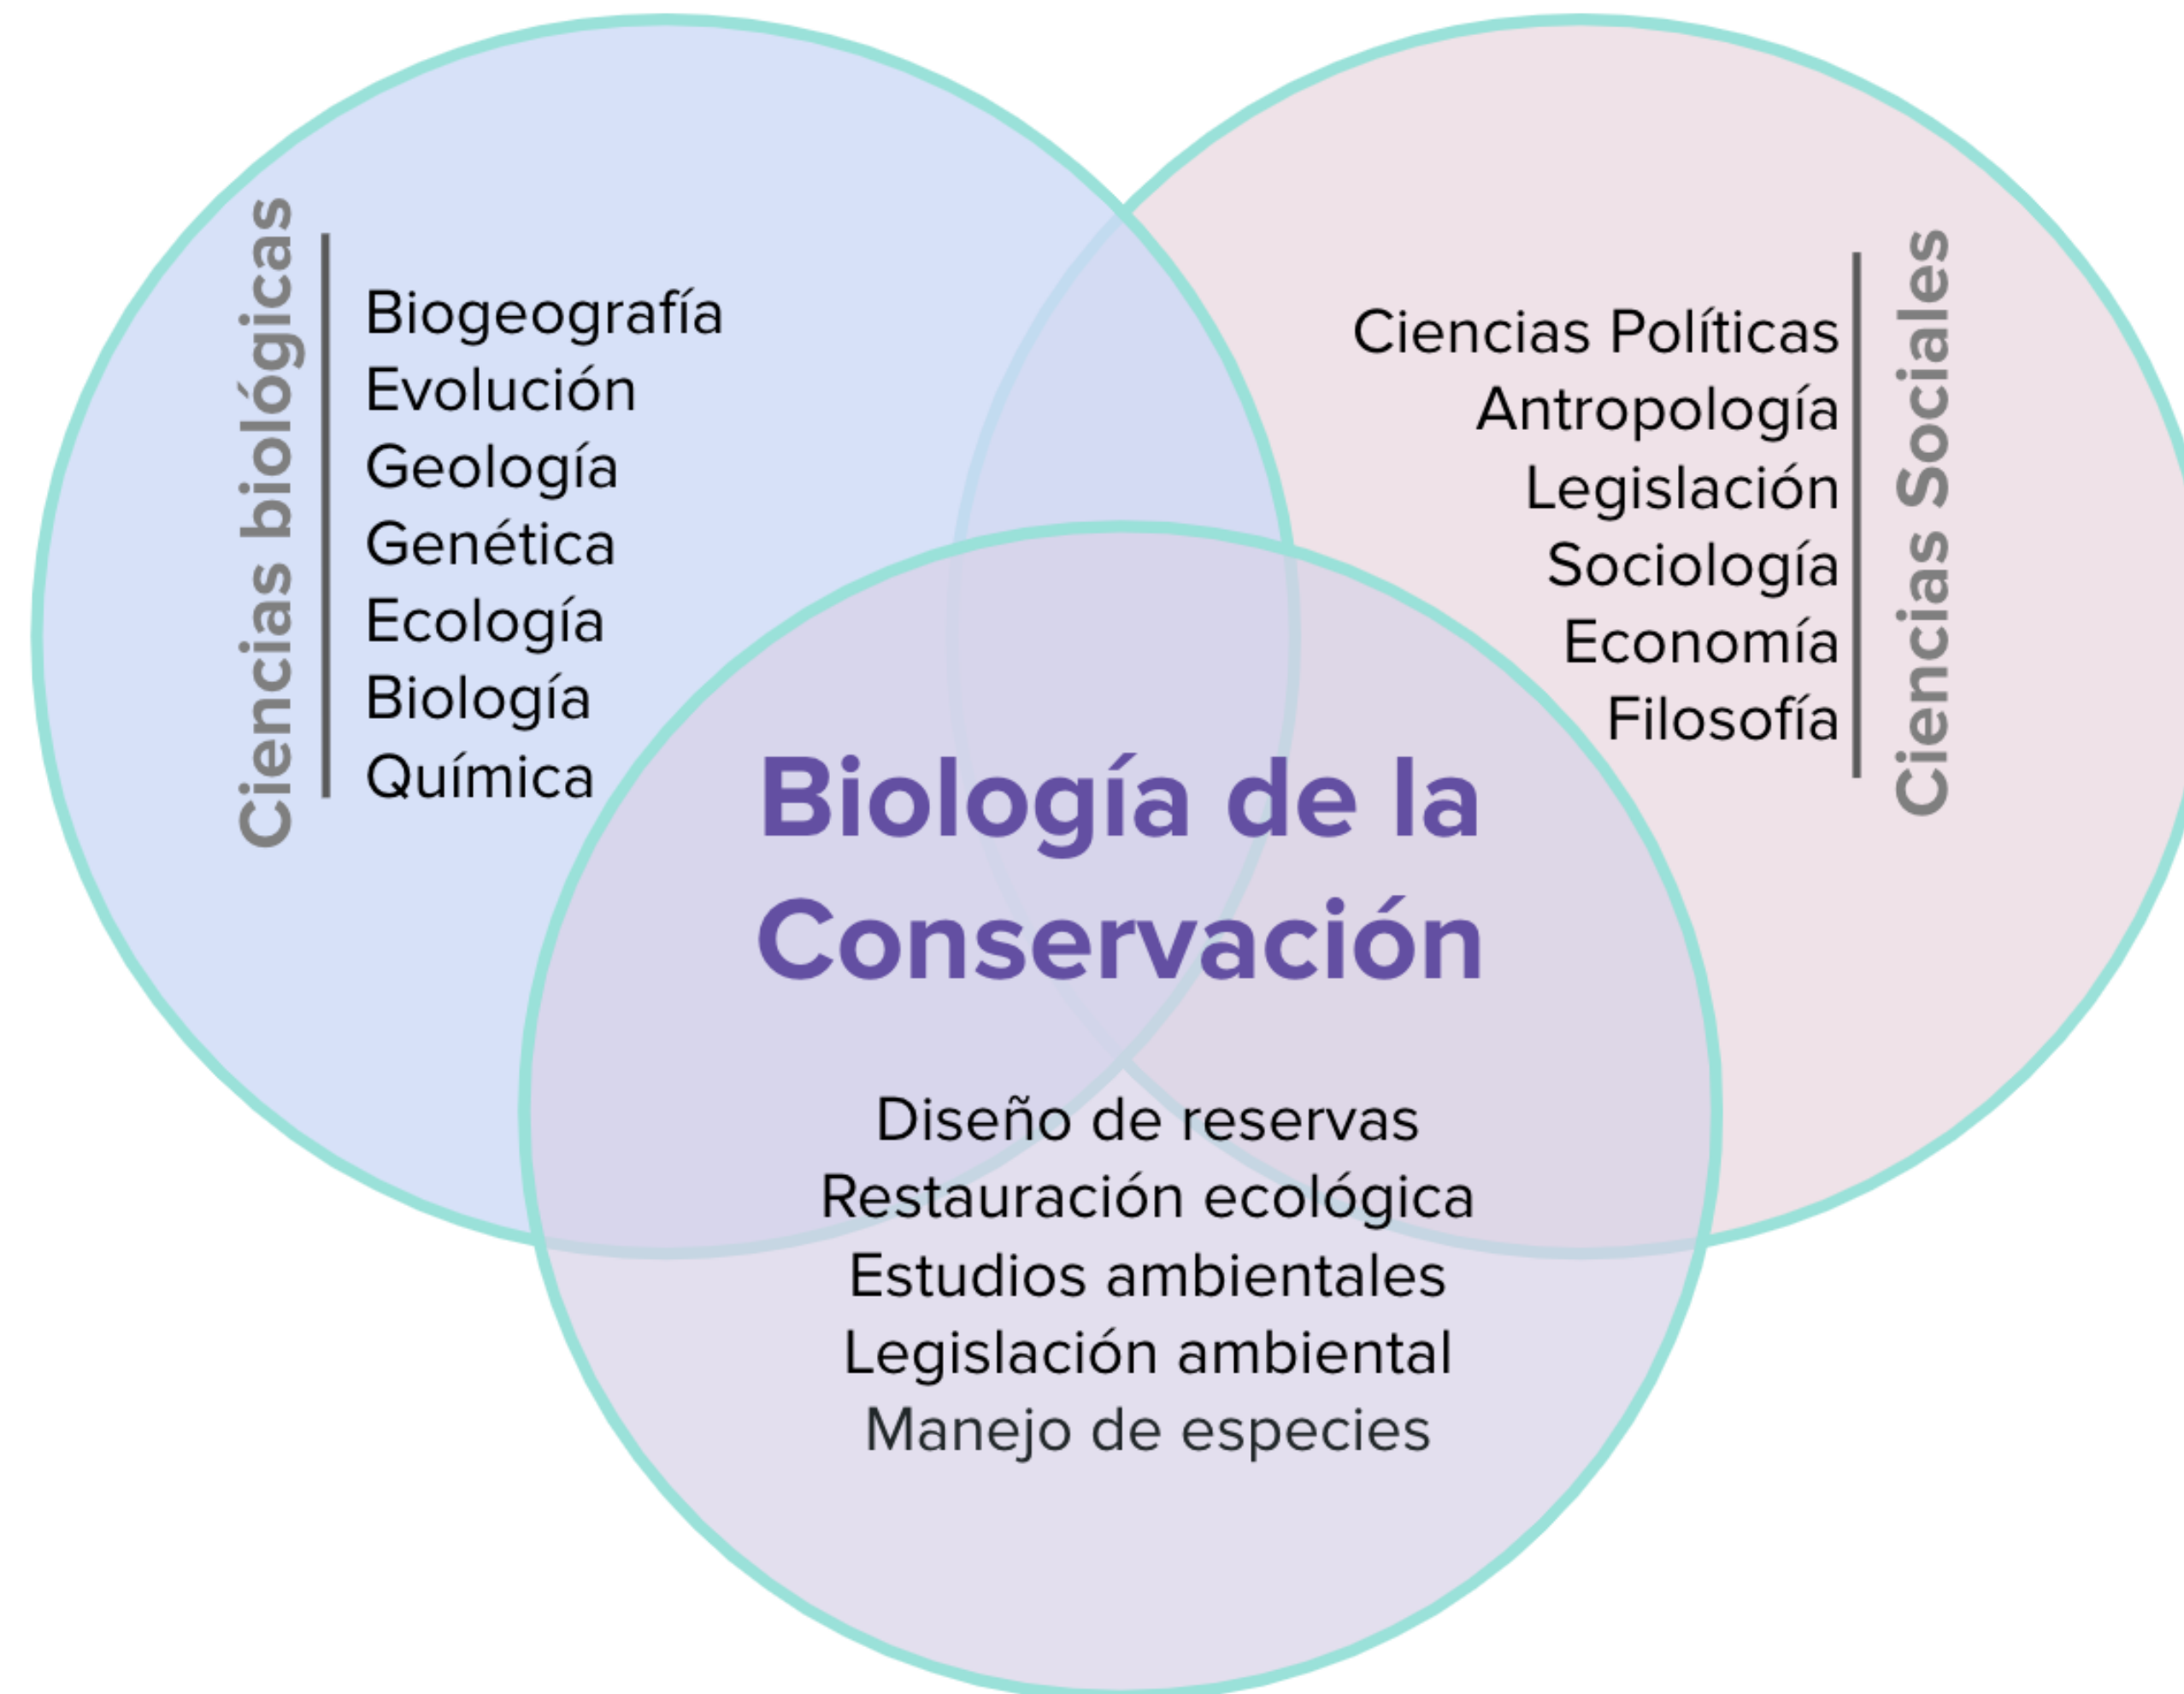 Ciencias biológicas
Biogeografía
Evolución
Geología
Genética
Ecología
Biología
Química
Ciencias Políticas
Antropología
Legislación
Sociología
Economía
Filosofía
Ciencias Sociales
Biología de la
Conservación
Diseño de reservas
Restauración ecológica
Estudios ambientales
Legislación ambiental
Manejo de especies